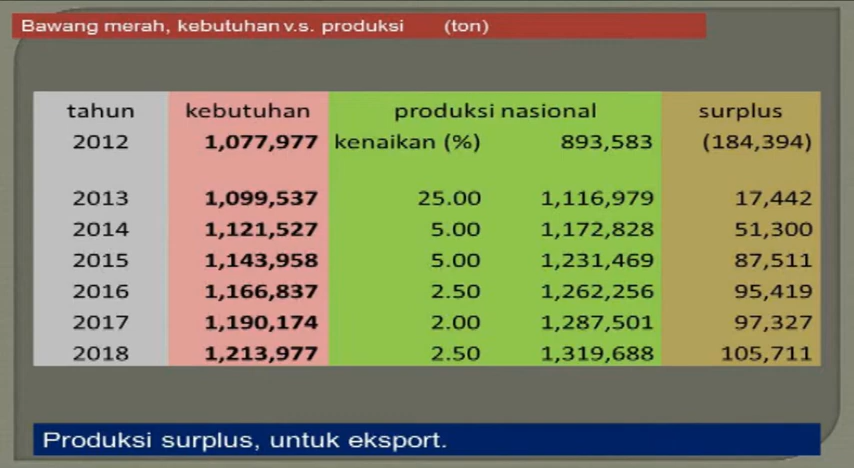 Bawang merah, kebutuhan v.s. produksi (ton)
tahun kebutuhan produksi nasional surplus
2012 1,077,977 kenaikan (%) 893,583 (184,394)
2013 1,099,537 25.00 1,116,979 17,442
2014 1,121,527 5.00 1,172,828 51,300
2015 1,143,958 5.00 1,231,469 87,511
2016 1,166,837 2.50 1,262,256 95,419
2017 1,190,174 2.00 1,287,501 97,327
2018 1,213,977 2.50 1,319,688 105,711
Produksi surplus, untuk eksport.